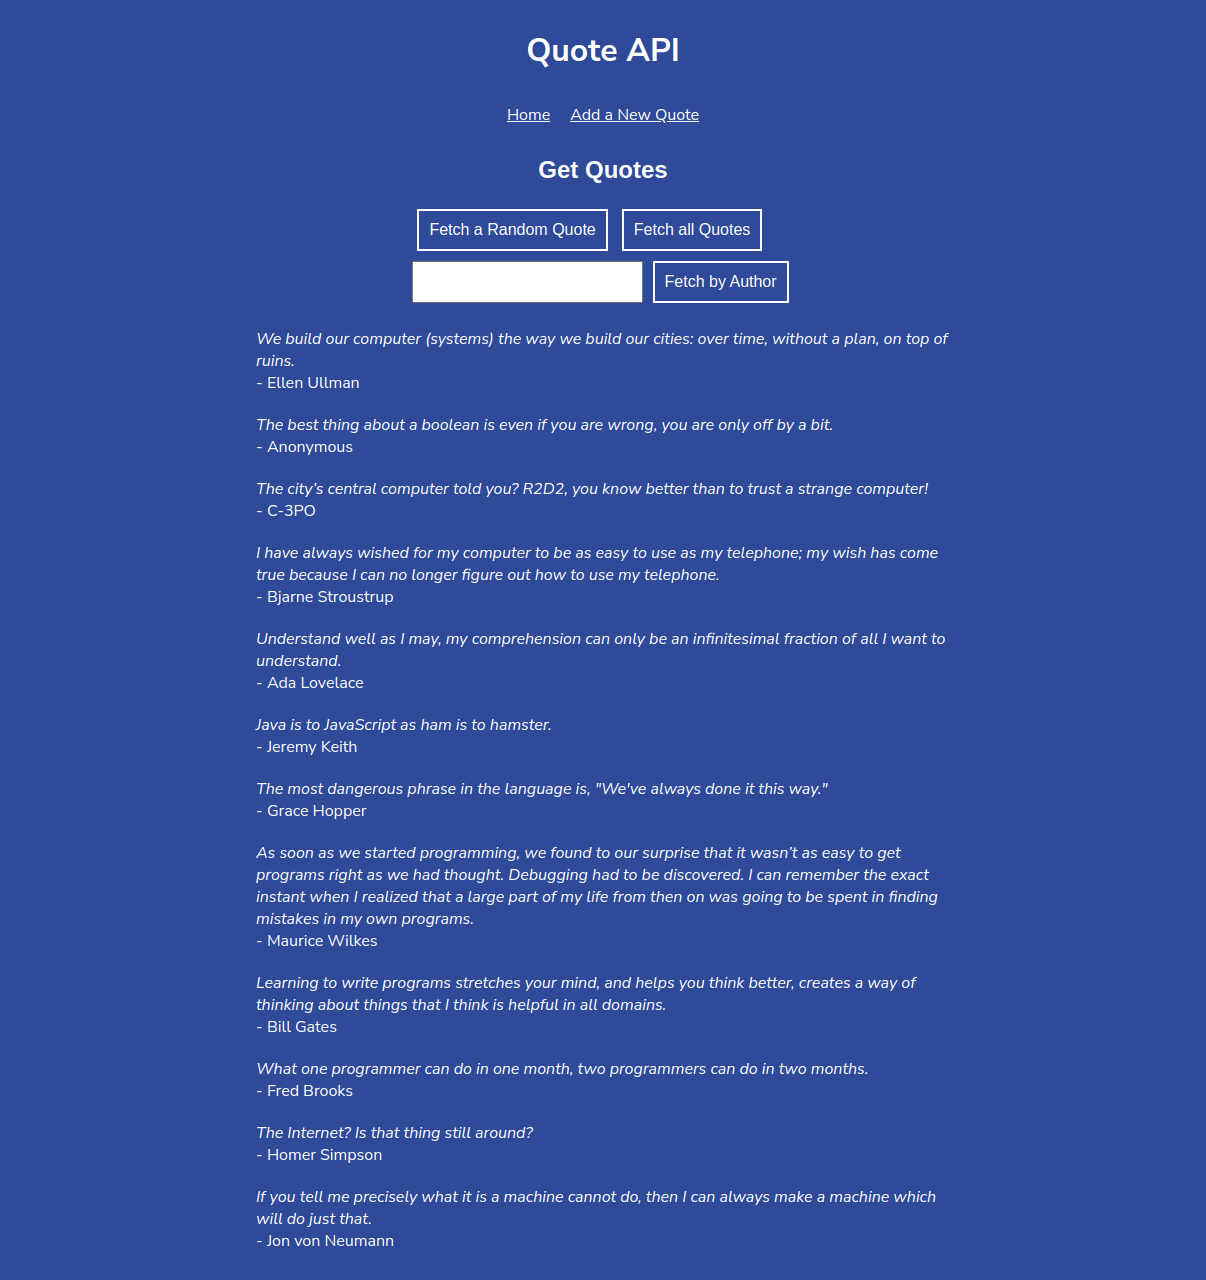 Quote API
Home Add a New Quote
Get Quotes
Fetch a Random Quote Fetch all Quotes
Fetch by Author
We build our computer (systems) the way we build our cities: over time, without a plan, on top of
ruins.
- Ellen Ullman
The best thing about a boolean is even if you are wrong, you are only off by a bit.
- Anonymous
The city’s central computer told you? R2D2, you know better than to trust a strange computer!
- C-3PO
I have always wished for my computer to be as easy to use as my telephone; my wish has come
true because I can no longer figure out how to use my telephone.
- Bjarne Stroustrup
Understand well as I may, my comprehension can only be an infinitesimal fraction of all I want to
understand.
- Ada Lovelace
Java is to JavaScript as ham is to hamster.
- Jeremy Keith
The most dangerous phrase in the language is, "We've always done it this way."
- Grace Hopper
As soon as we started programming, we found to our surprise that it wasn’t as easy to get
programs right as we had thought. Debugging had to be discovered. I can remember the exact
instant when I realized that a large part of my life from then on was going to be spent in finding
mistakes in my own programs.
- Maurice Wilkes
Learning to write programs stretches your mind, and helps you think better, creates a way of
thinking about things that I think is helpful in all domains.
- Bill Gates
What one programmer can do in one month, two programmers can do in two months.
- Fred Brooks
The Internet? Is that thing still around?
- Homer Simpson
If you tell me precisely what it is a machine cannot do, then I can always make a machine which
will do just that.
- Jon von Neumann